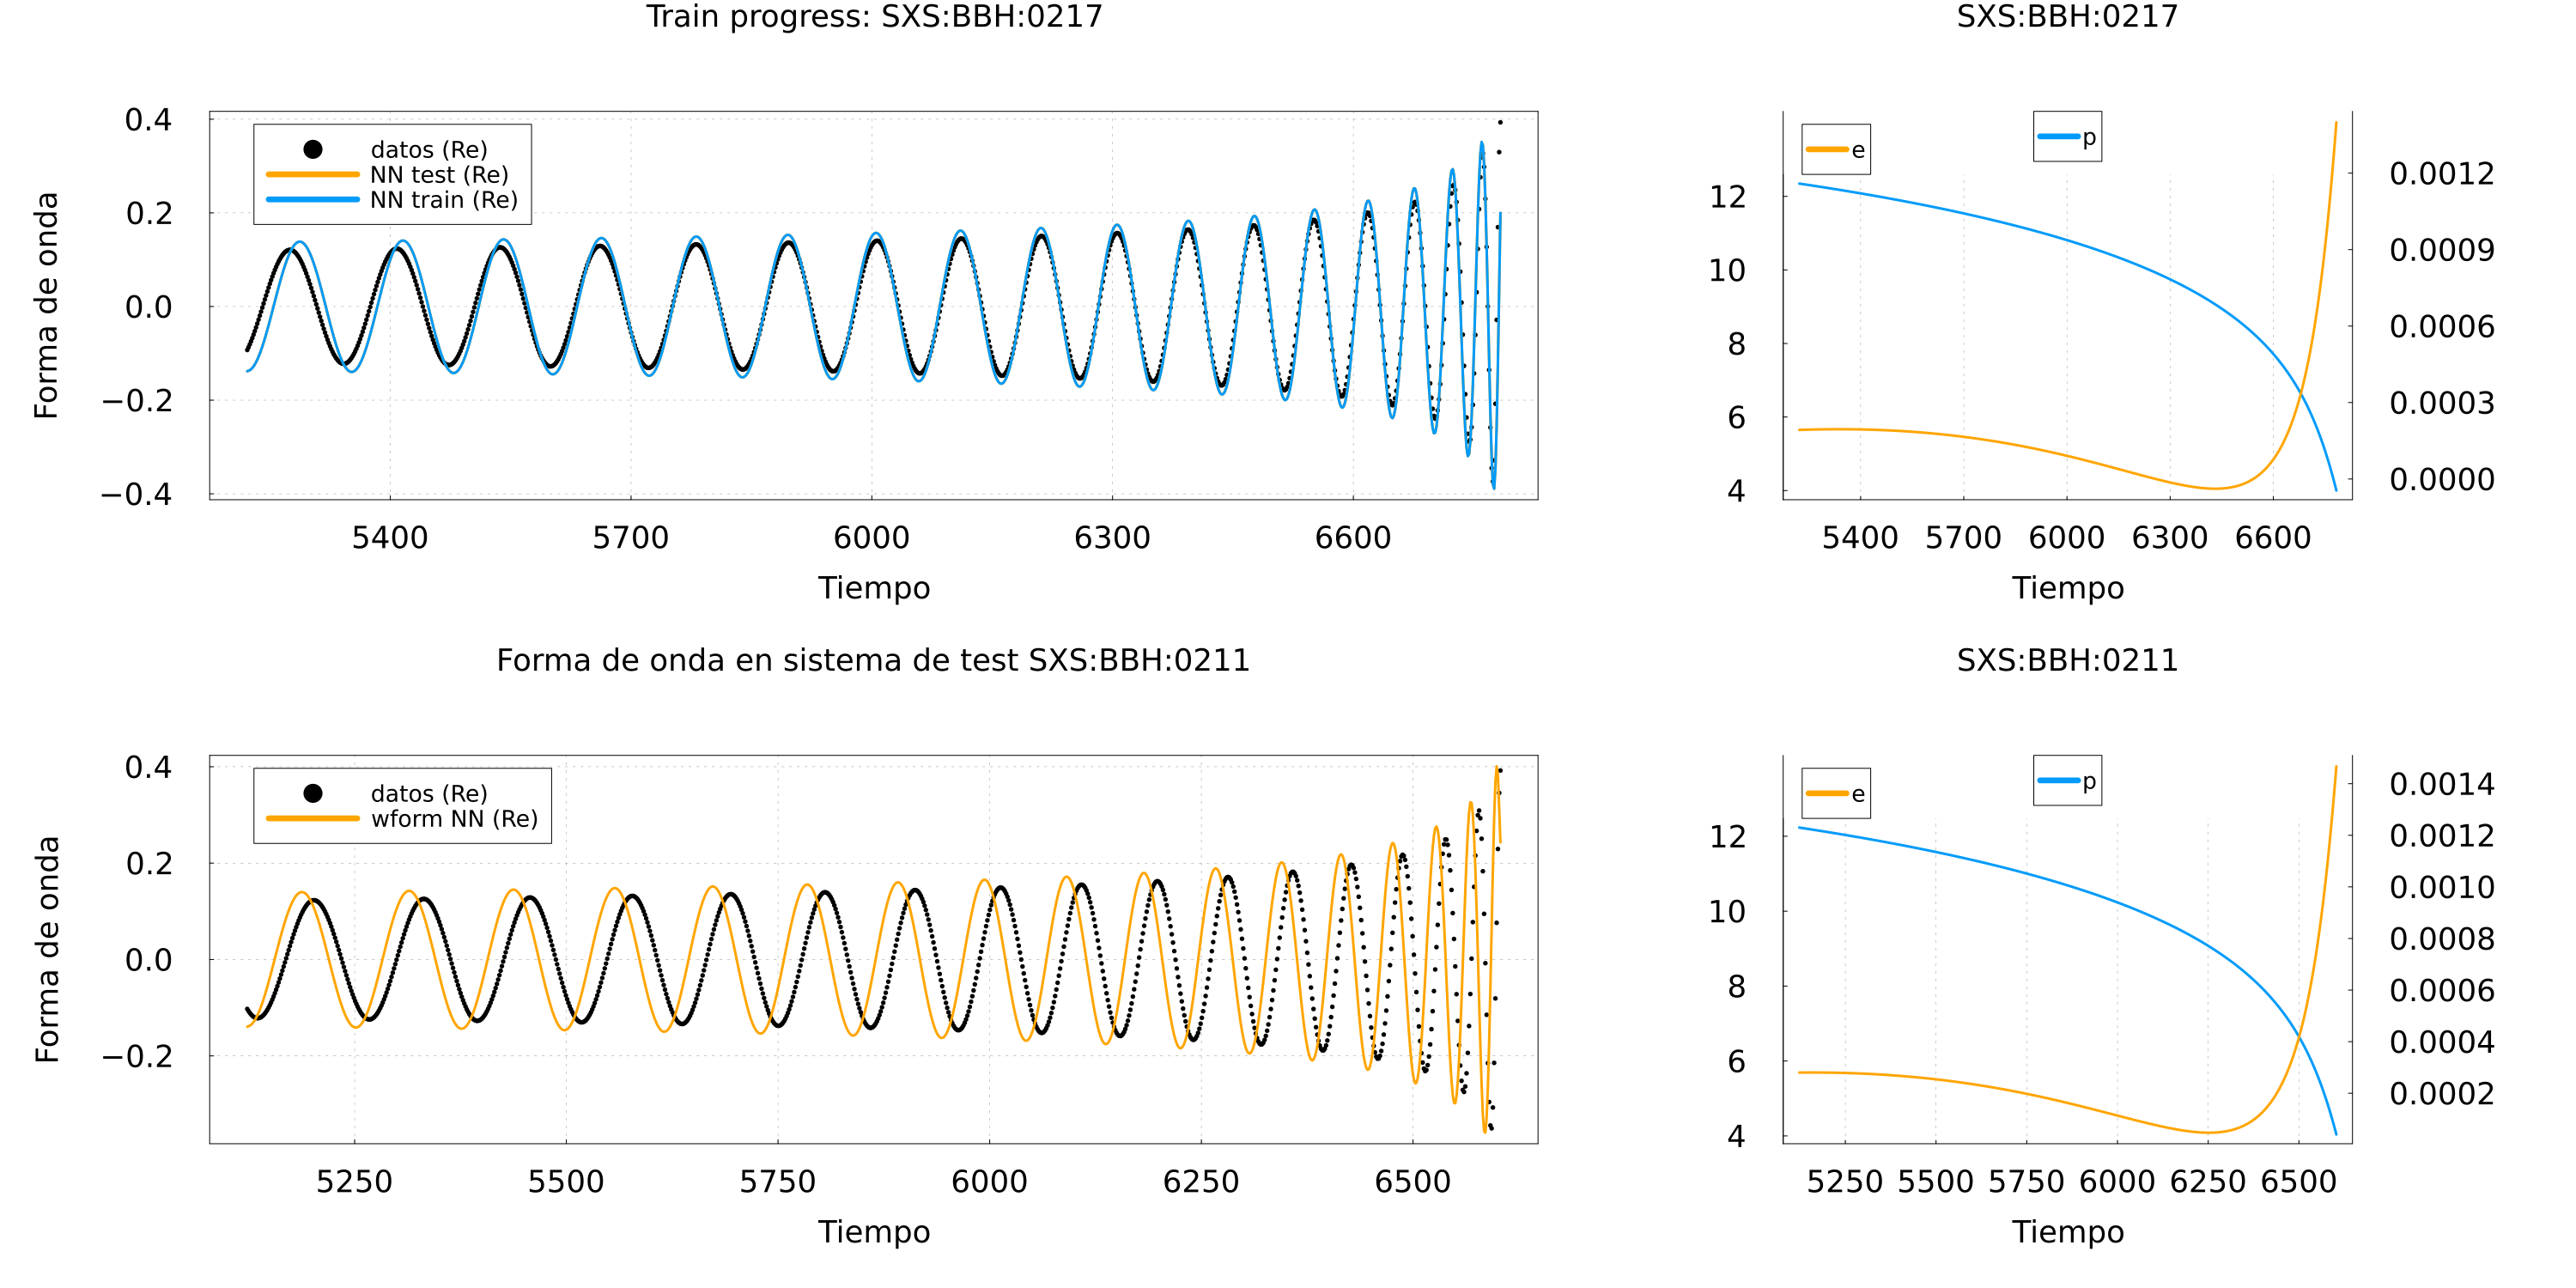 Train progress: SXS:BBH:0217
Forma de onda
0.4
0.2
0.0
−0.2
−0.4
datos (Re)
NN test (Re)
NN train (Re)
5400 5700 6000 6300 6600
Tiempo
SXS:BBH:0217
12
10
8
6
4
e
p
0.0012
0.0009
0.0006
0.0003
0.0000
5400 5700 6000 6300 6600
Tiempo
Forma de onda en sistema de test SXS:BBH:0211
Forma de onda
0.4
0.2
0.0
−0.2
datos (Re)
wform NN (Re)
5250 5500 5750 6000 6250 6500
Tiempo
SXS:BBH:0211
12
10
8
6
4
e
p
0.0014
0.0012
0.0010
0.0008
0.0006
0.0004
0.0002
5250 5500 5750 6000 6250 6500
Tiempo